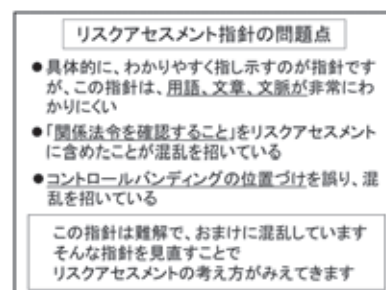 リスクアセスメント指針の問題点
●具体的に、わかりやすく指し示すのが指針です
が、この指針は、用語、文章、文脈が非常にわ
かりにくい
●「関係法令を確認すること」をリスクアセスメント
に含めたことが混乱を招いている
●コントロールバンディングの位置づけを誤り、混
乱を招いている
この指針は難解で、おまけに混乱しています
そんな指針を見直すことで
リスクアセスメントの考え方がみえてきます